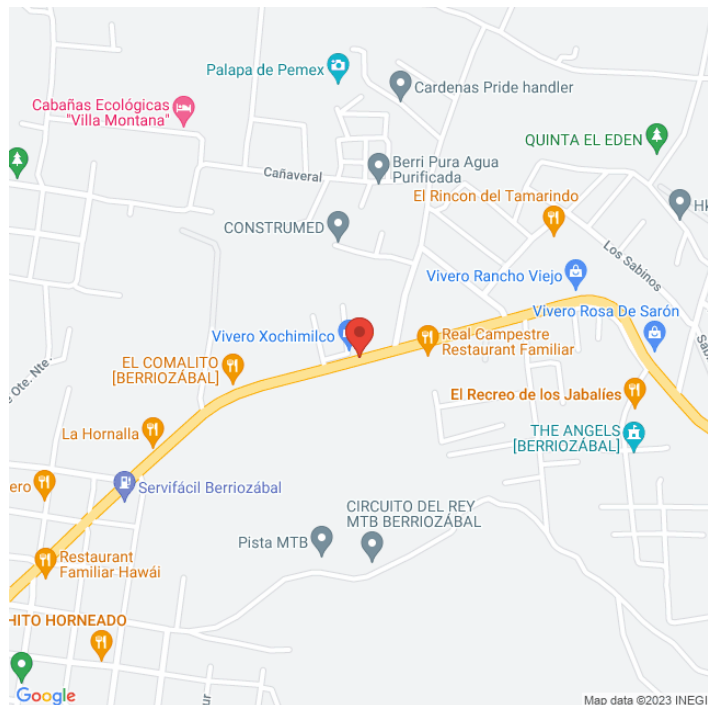 Palapa de Pemex
Cardenas Pride handler
Cabañas Ecológicas
"Villa Montana"
QUINTA EL EDEN
Berri Pura Agua
Purificada
Cañaveral
El Rincon del Tamarindo
CONSTRUMED
Los Sabinos
Vivero Rancho Viejo
Vivero Rosa De Sarón
Vivero Xochimilco
Real Campestre
Restaurant Familiar
EL COMALITO
[BERRIOZÁBAL]
e Ote. Nte.
El Recreo de los Jabalíes
La Hornalla
THE ANGELS
[BERRIOZÁBAL]
ero
Servifácil Berriozábal
CIRCUITO DEL REY
MTB BERRIOZÁBAL
Pista MTB
Restaurant
Familiar Hawái
HITO HORNEADO
Google
Map data ©2023 INEGI